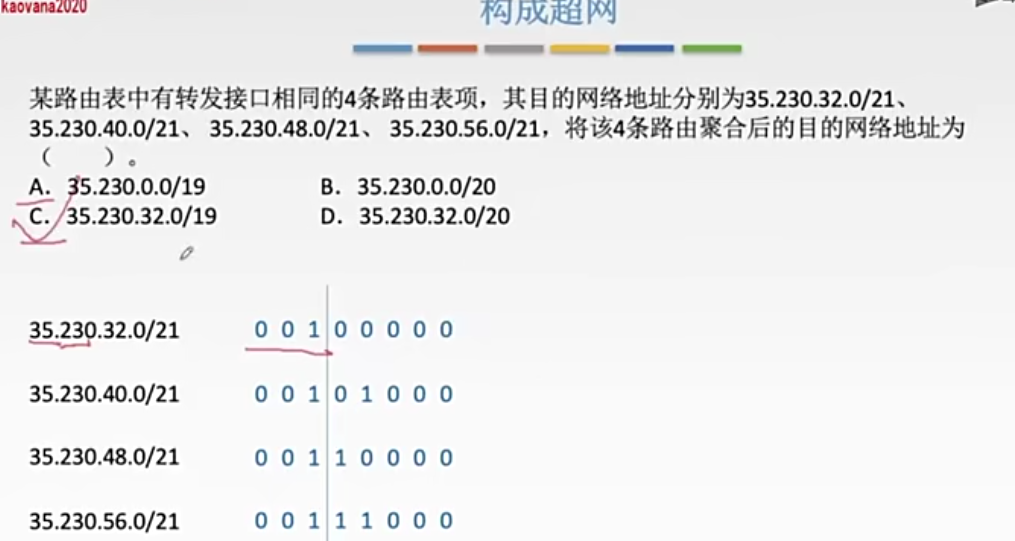 kaovana2020
构成超网
某路由表中有转发接口相同的4条路由表项，其目的网络地址分别为35.230.32.0/21、
35.230.40.0/21、 35.230.48.0/21、 35.230.56.0/21，将该4条路由聚合后的目的网络地址为
（ ）。
A. 35.230.0.0/19 B. 35.230.0.0/20
C. 35.230.32.0/19 D. 35.230.32.0/20
35.230.32.0/21 0 0 1 0 0 0 0 0
35.230.40.0/21 0 0 1 0 1 0 0 0
35.230.48.0/21 0 0 1 1 0 0 0 0
35.230.56.0/21 0 0 1 1 1 0 0 0